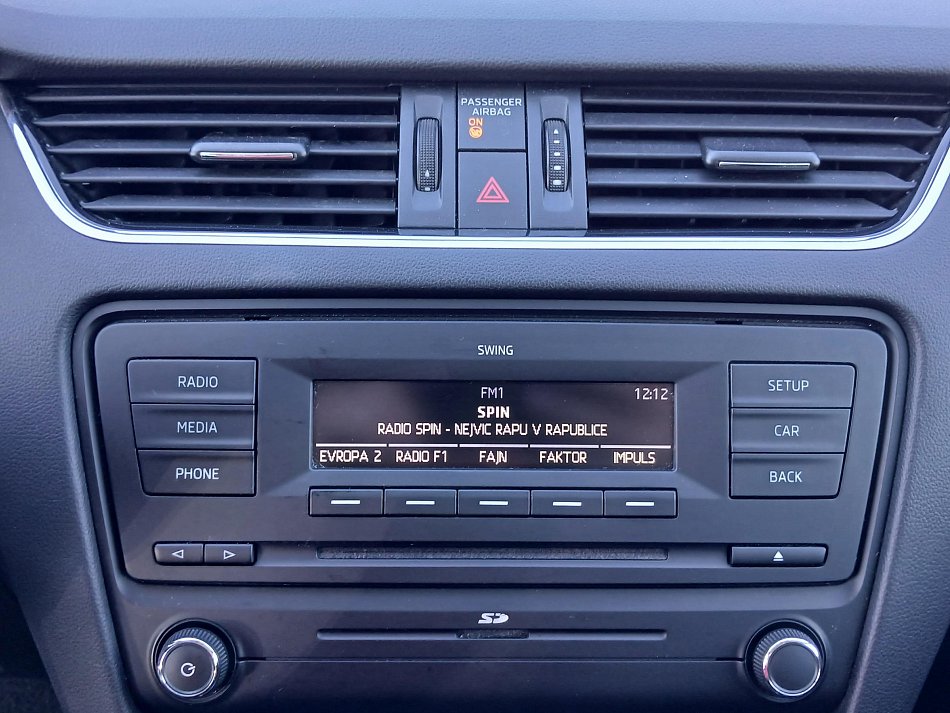 PASSENGER
AIRBAG
ON
SWING
RADIO
MEDIA
PHONE
FM1 12:12
SPIN
RADIO SPIN - NEJVIC RAPU V RAPUBLICE
EVROPA 2 RADIO F1 FAJN FAKTOR IMPULS
SETUP
CAR
BACK
SD